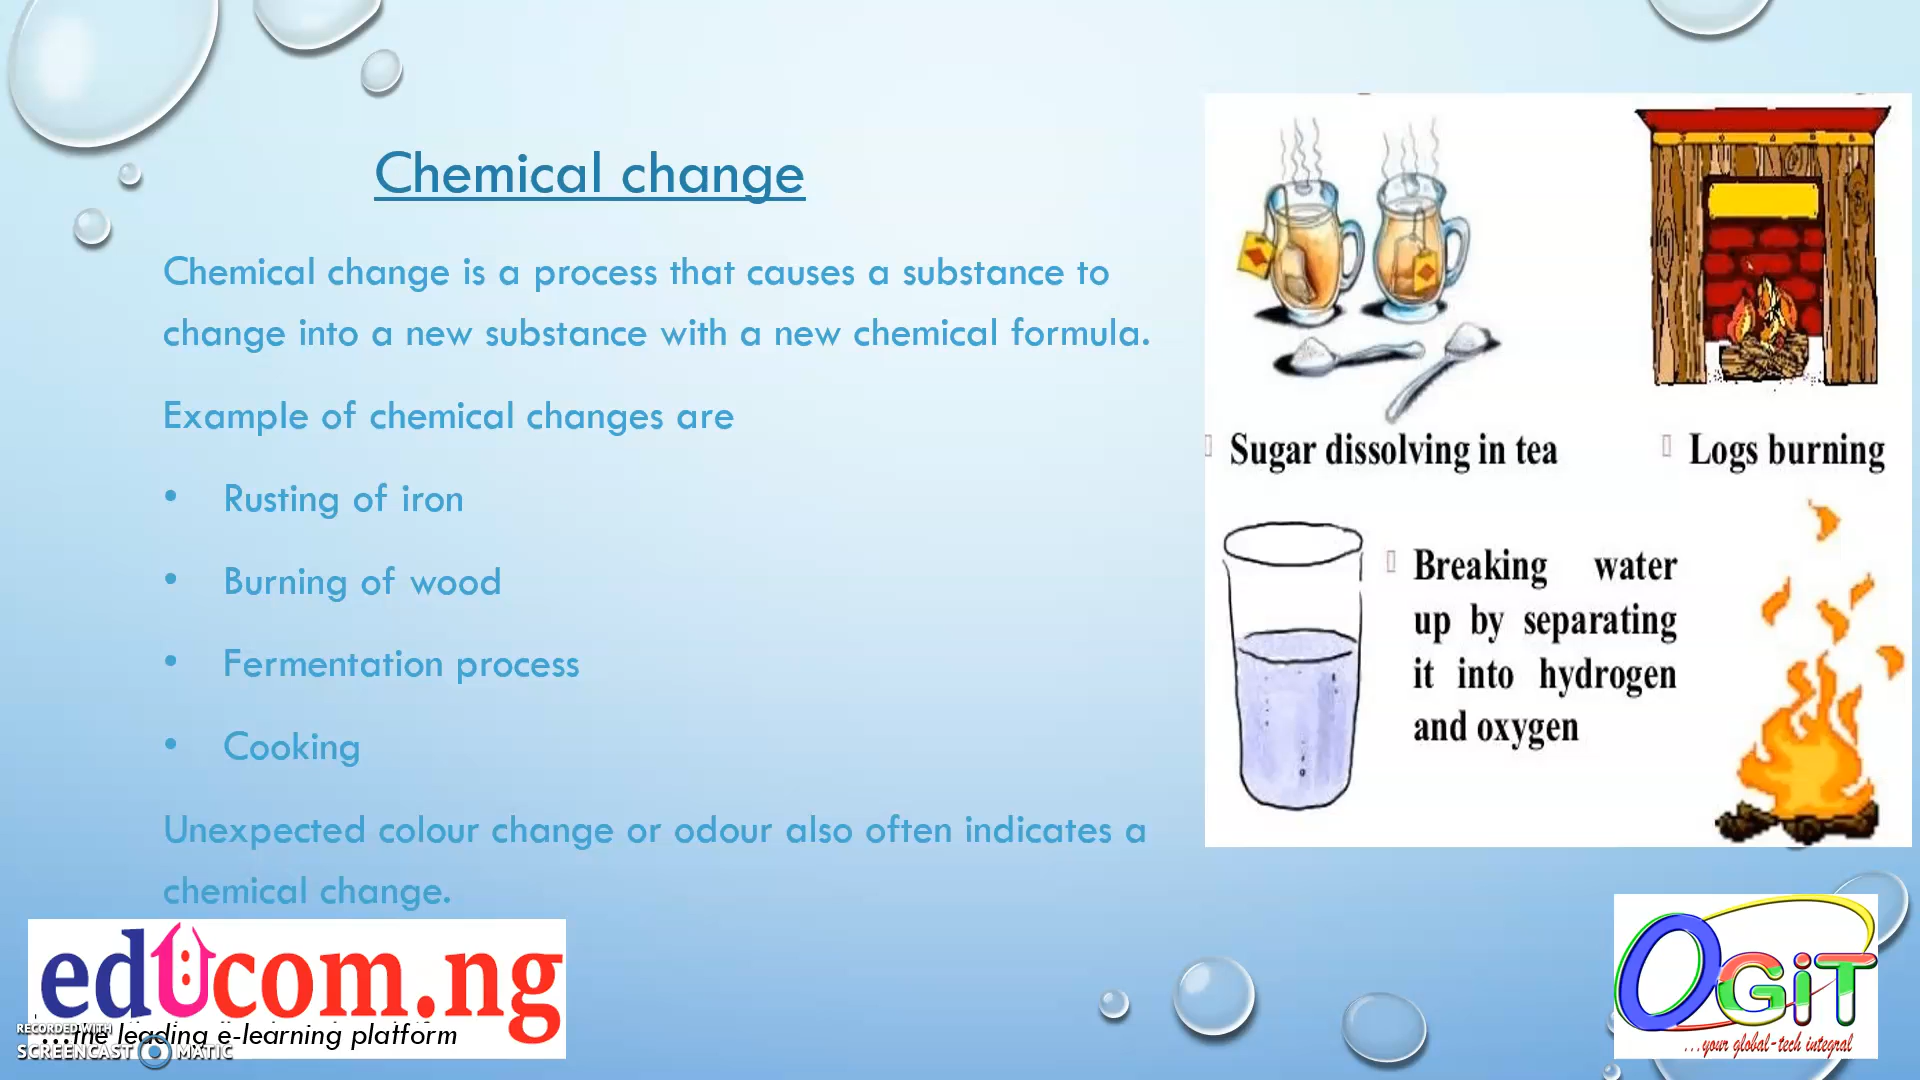 Chemical change
Chemical change is a process that causes a substance to
change into a new substance with a new chemical formula.
Example of chemical changes are
• Rusting of iron
• Burning of wood
• Fermentation process
• Cooking
Unexpected colour change or odour also often indicates a
chemical change.
Sugar dissolving in tea
Logs burning
Breaking water
up by separating
it into hydrogen
and oxygen
edUcom.ng
...the leading e-learning platform
RECORDED WITH
SCREENCAST MATIC
OGiT
...your global-tech integral